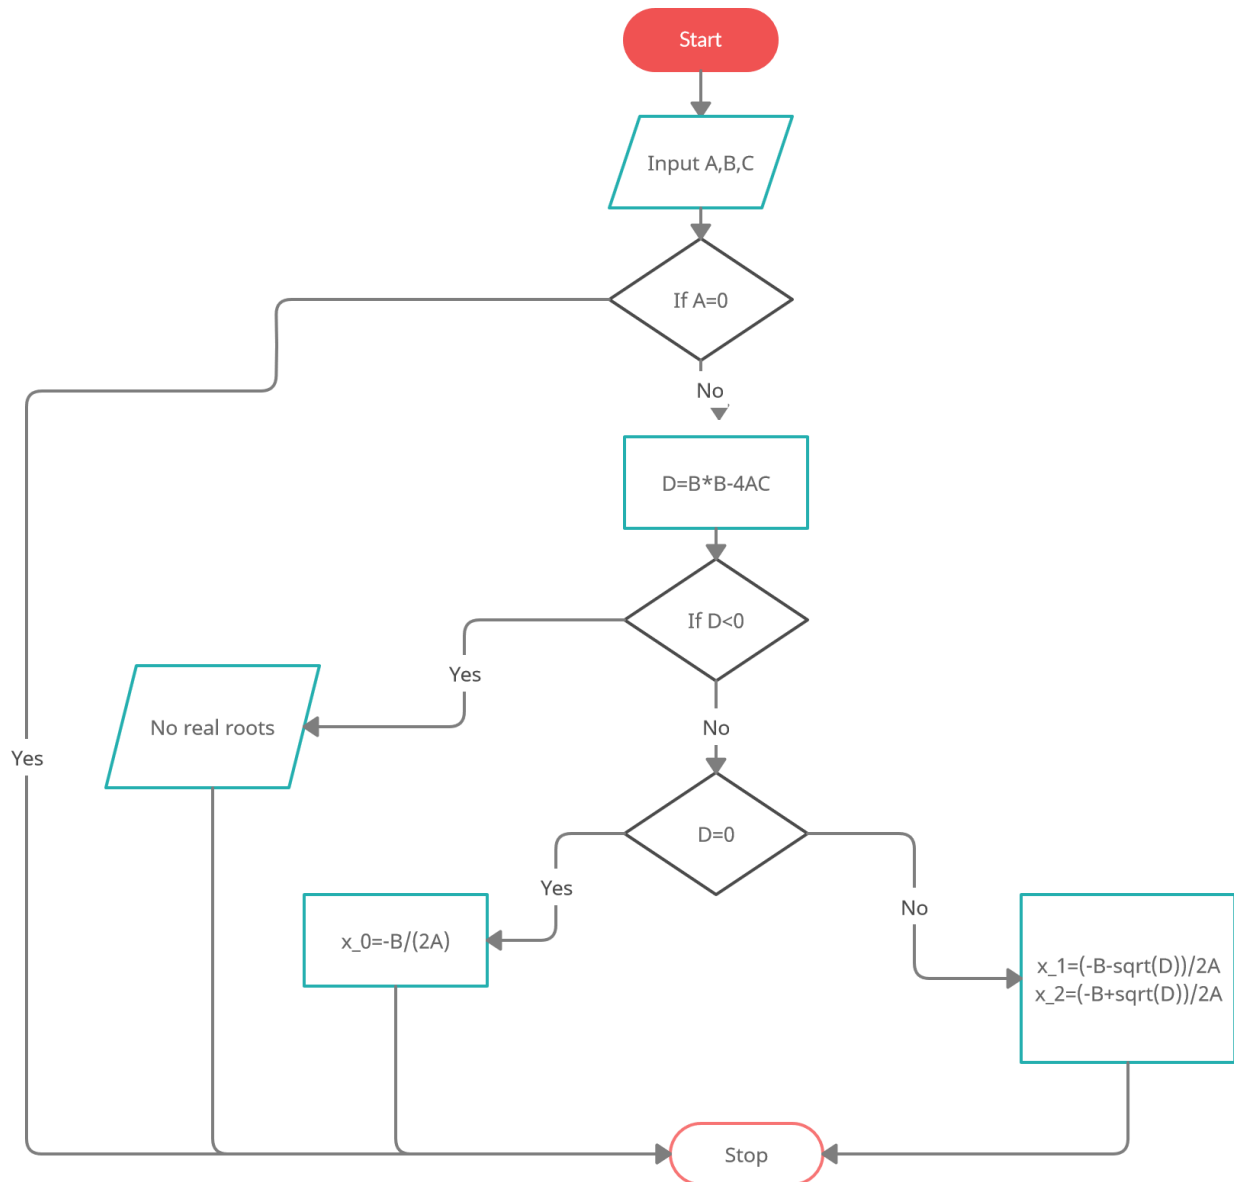 Start
Input A,B,C
If A=0
No
D=B*B-4AC
If D<0
Yes
No real roots
No
Yes
D=0
Yes
No
x_0=-B/(2A)
x_1=(-B-sqrt(D))/2A
x_2=(-B+sqrt(D))/2A
Stop